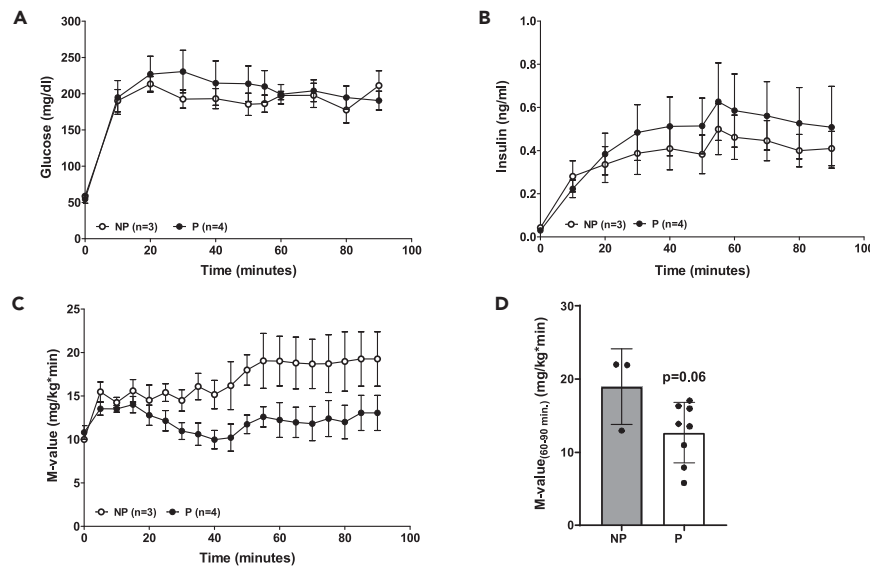 A
300
250
200
150
100
50
0
Glucose (mg/dl)
NP (n=3) P (n=4)
0 20 40 60 80 100
Time (minutes)
B
1.0
0.8
0.6
0.4
0.2
0.0
Insulin (ng/ml)
NP (n=3) P (n=4)
0 20 40 60 80 100
Time (minutes)
C
25
20
15
10
5
0
M-value (mg/kg*min)
NP (n=3) P (n=4)
0 20 40 60 80 100
Time (minutes)
D
30
20
10
0
M-value(60-90 min.) (mg/kg*min)
p=0.06
NP P